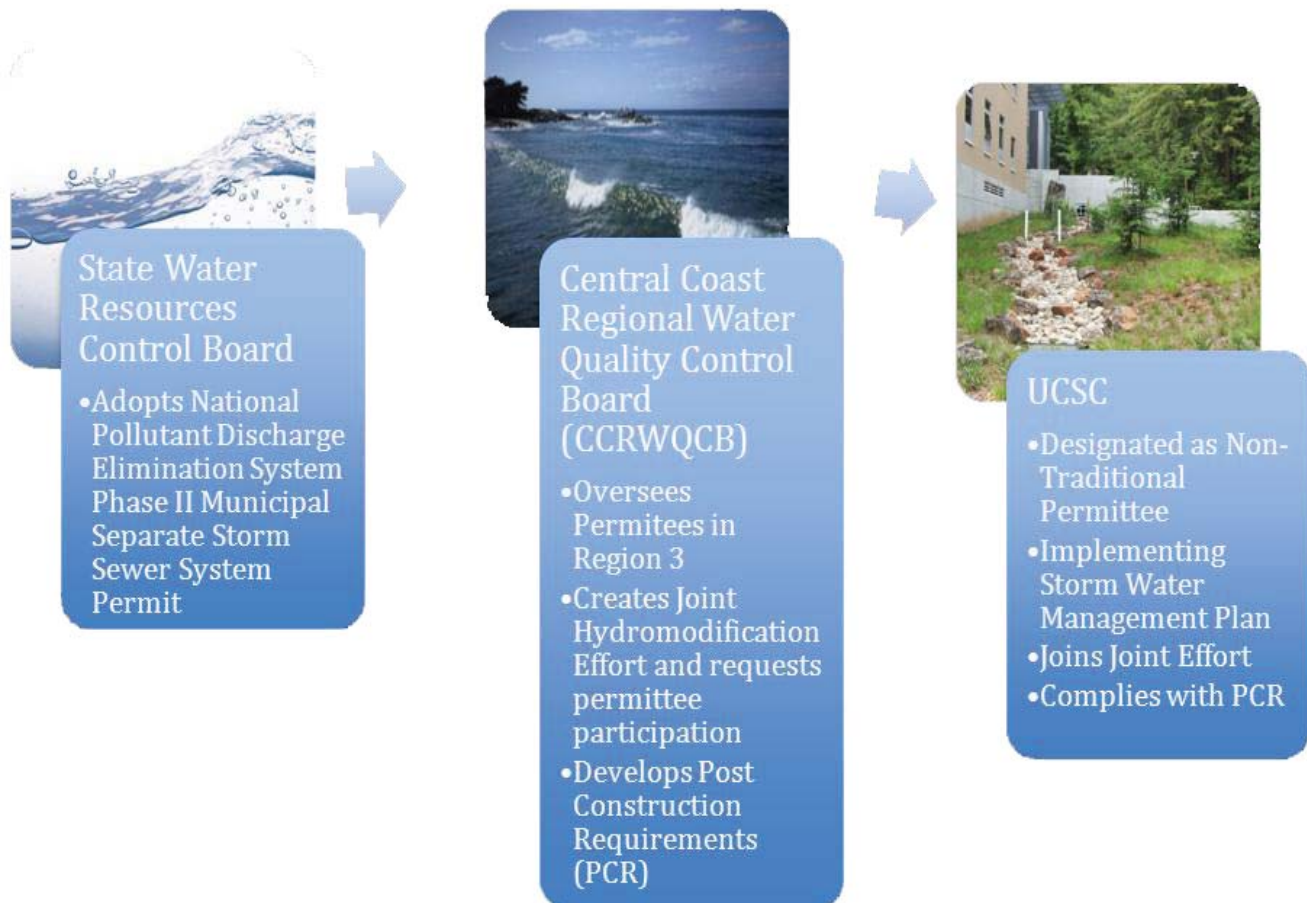 State Water
Resources
Control Board
•Adopts National
Pollutant Discharge
Elimination System
Phase II Municipal
Separate Storm
Sewer System
Permit
Central Coast
Regional Water
Quality Control
Board
(CCRWQCB)
•Oversees
Permitees in
Region 3
•Creates Joint
Hydromodification
Effort and requests
permittee
participation
•Develops Post
Construction
Requirements
(PCR)
UCSC
•Designated as Non-
Traditional
Permittee
•Implementing
Storm Water
Management Plan
•Joins Joint Effort
•Complies with PCR